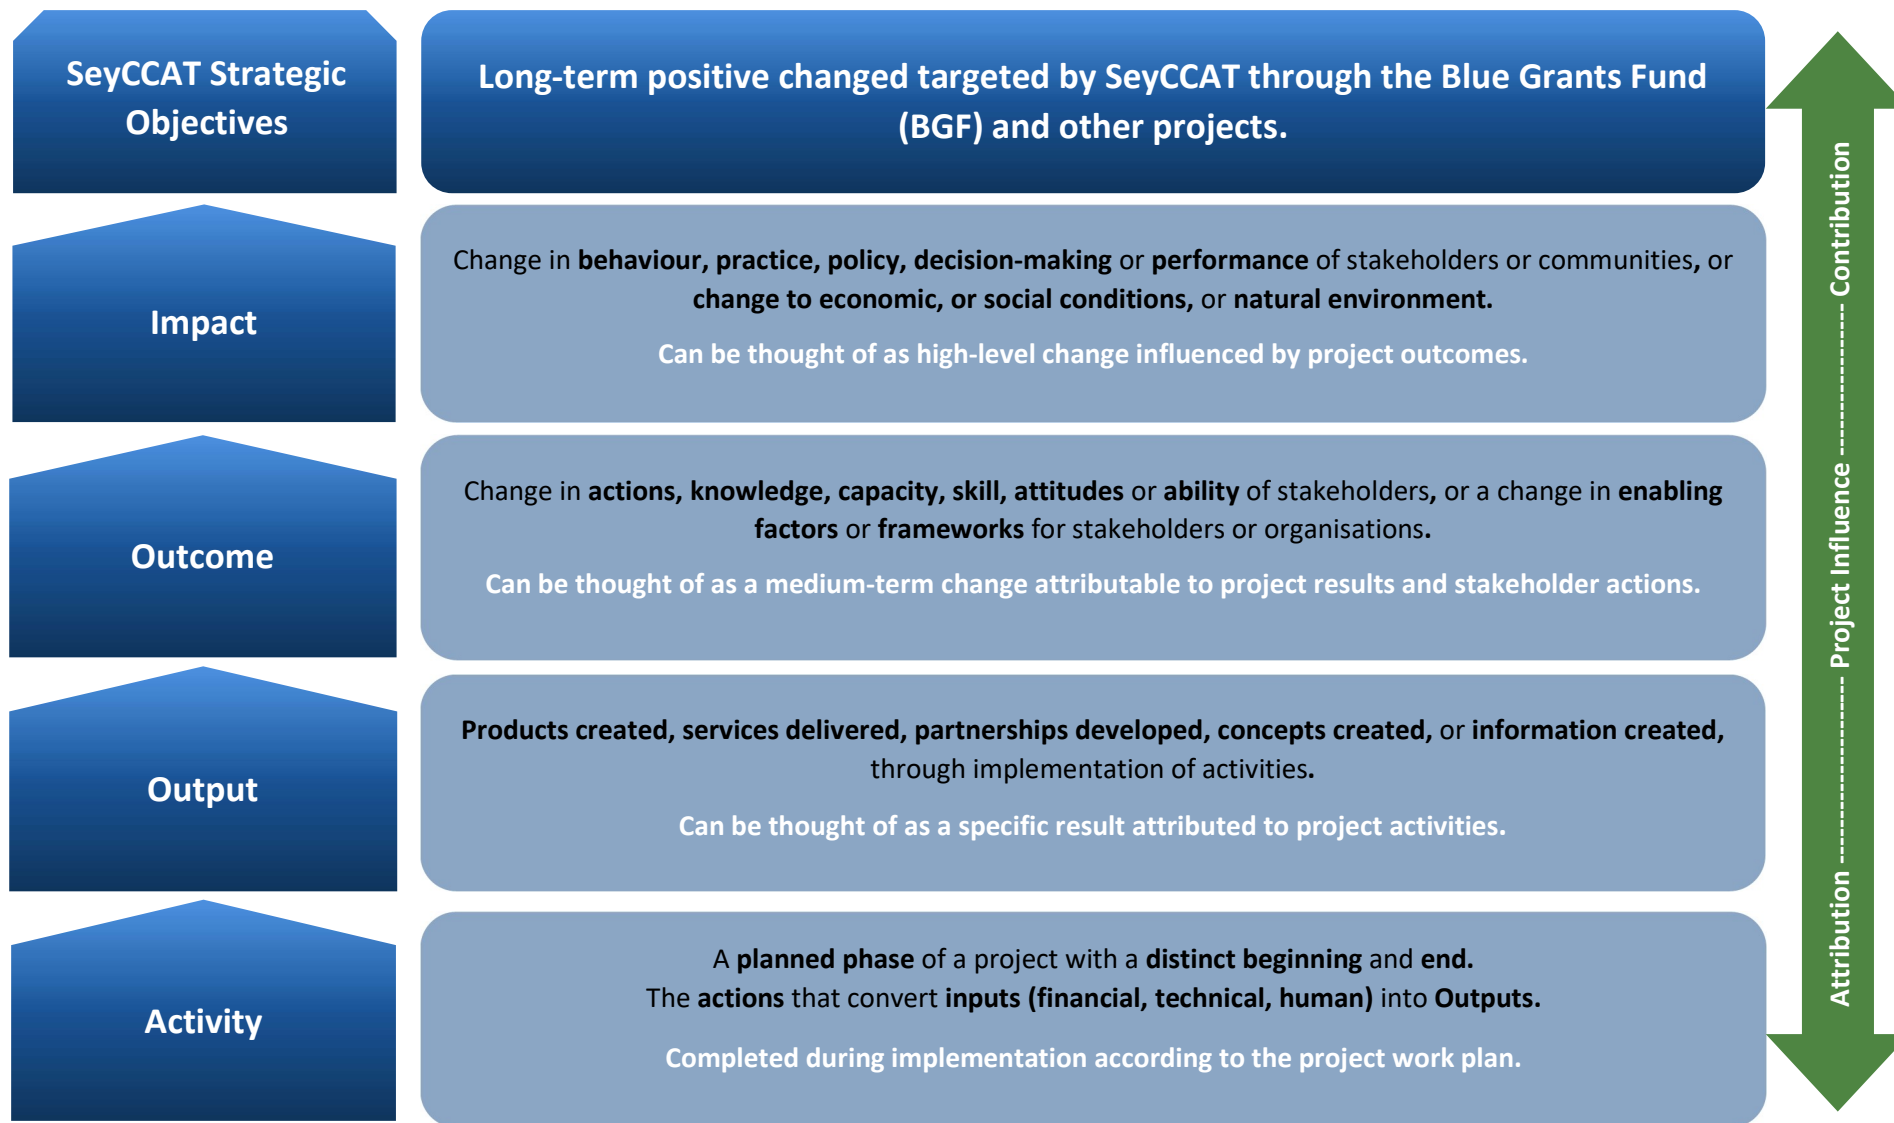 SeyCCAT Strategic
Objectives
Long-term positive changed targeted by SeyCCAT through the Blue Grants Fund
(BGF) and other projects.
Impact
Change in behaviour, practice, policy, decision-making or performance of stakeholders or communities, or
change to economic, or social conditions, or natural environment.
Can be thought of as high-level change influenced by project outcomes.
Outcome
Change in actions, knowledge, capacity, skill, attitudes or ability of stakeholders, or a change in enabling
factors or frameworks for stakeholders or organisations.
Can be thought of as a medium-term change attributable to project results and stakeholder actions.
Output
Products created, services delivered, partnerships developed, concepts created, or information created,
through implementation of activities.
Can be thought of as a specific result attributed to project activities.
Activity
A planned phase of a project with a distinct beginning and end.
The actions that convert inputs (financial, technical, human) into Outputs.
Completed during implementation according to the project work plan.
Attribution ------------------------ Project Influence -------------------- Contribution